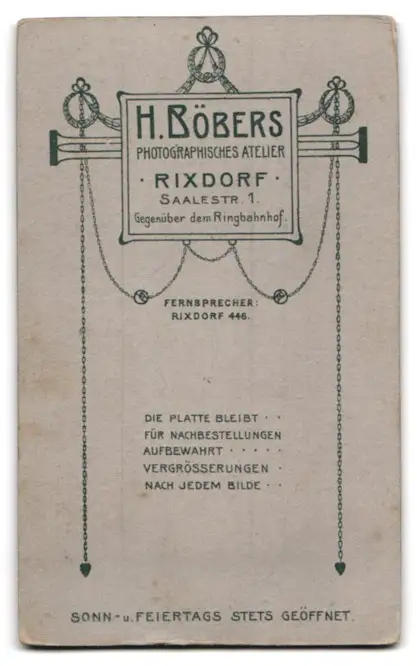 H. BÖBERS
PHOTOGRAPHISCHES ATELIER
· RIXDORF ·
SAALESTR. 1.
Gegenüber dem Ringbahnhof.
FERNSPRECHER:
RIXDORF 446.
DIE PLATTE BLEIBT · ·
FÜR NACHBESTELLUNGEN
AUFBEWAHRT · · · · ·
VERGRÖSSERUNGEN ·
NACH JEDEM BILDE · ·
SONN- u. FEIERTAGS STETS GEÖFFNET.